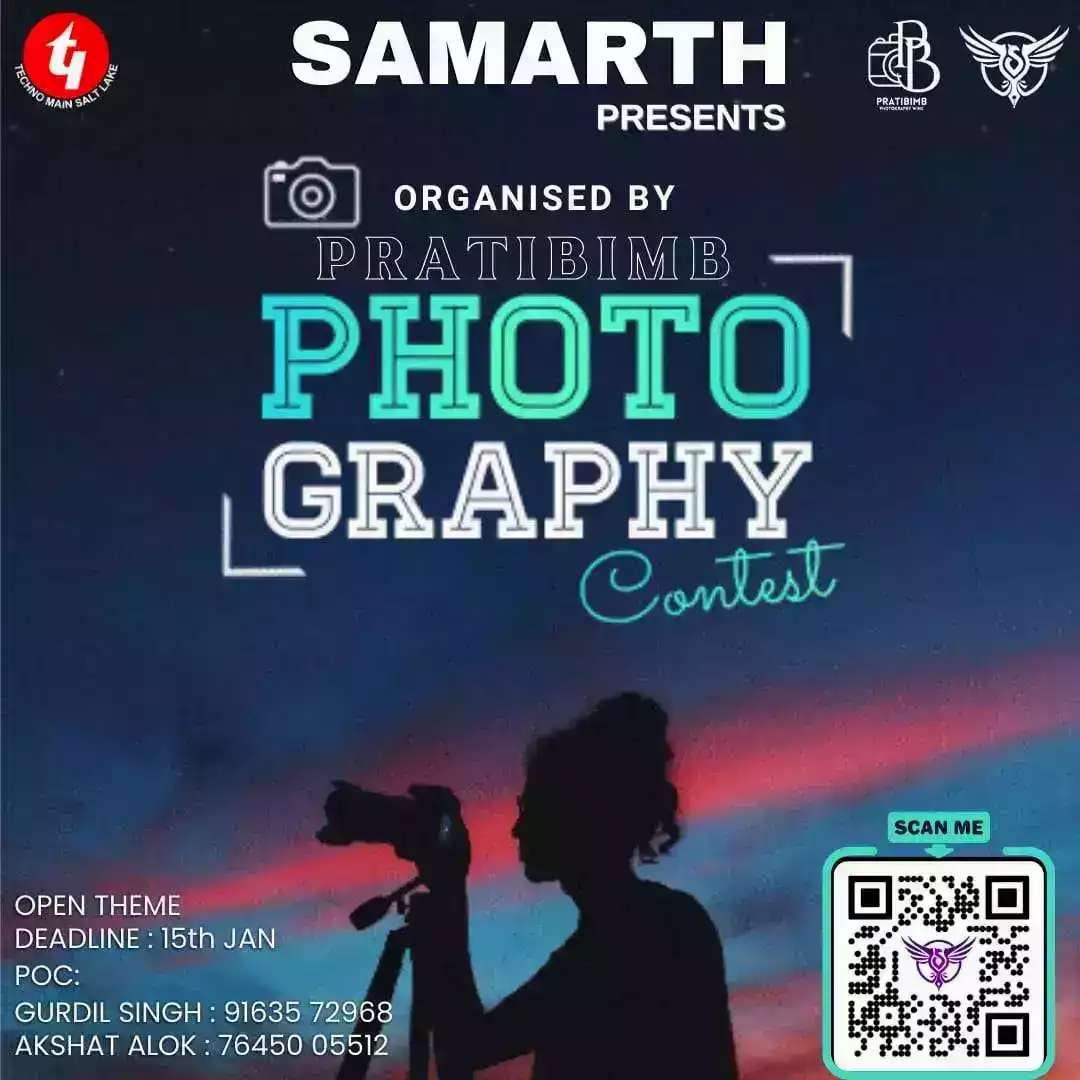 TECHNO MAIN SALT LAKE
SAMARTH
PRESENTS
PB
PRATIBIMB
PHOTOGRAPHY WING
ORGANISED BY
PRATIBIMB
PHOTO
GRAPHY
Contest
SCAN ME
OPEN THEME
DEADLINE : 15th JAN
POC:
GURDIL SINGH : 91635 72968
AKSHAT ALOK : 76450 05512